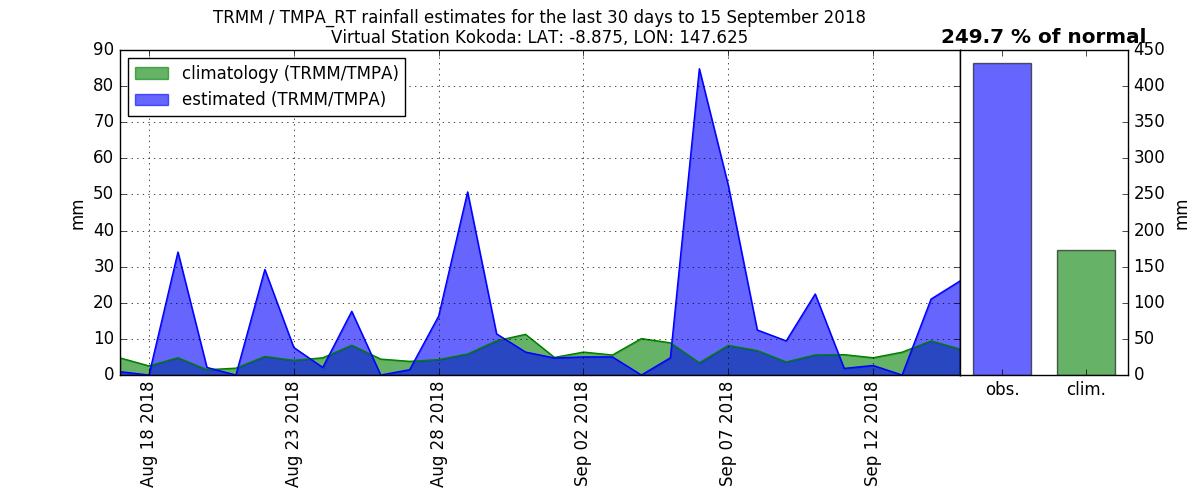 TRMM / TMPA_RT rainfall estimates for the last 30 days to 15 September 2018
Virtual Station Kokoda: LAT: -8.875, LON: 147.625
249.7 % of normal
climatology (TRMM/TMPA)
estimated (TRMM/TMPA)
90
80
70
60
50
40
30
20
10
0
mm
Aug 18 2018
Aug 23 2018
Aug 28 2018
Sep 02 2018
Sep 07 2018
Sep 12 2018
obs.
clim.
450
400
350
300
250
200
150
100
50
0
mm